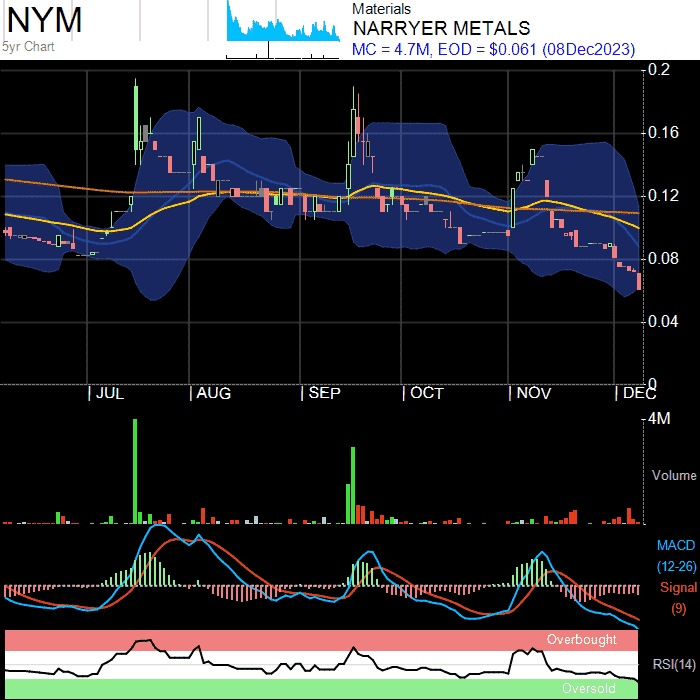 NYM
5yr Chart
Materials
NARRYER METALS
MC = 4.7M, EOD = $0.061 (08Dec2023)
0.2
0.16
0.12
0.08
0.04
0
JUL AUG SEP OCT NOV DEC
4M
Volume
MACD
(12-26)
Signal
(9)
Overbought
RSI(14)
Oversold